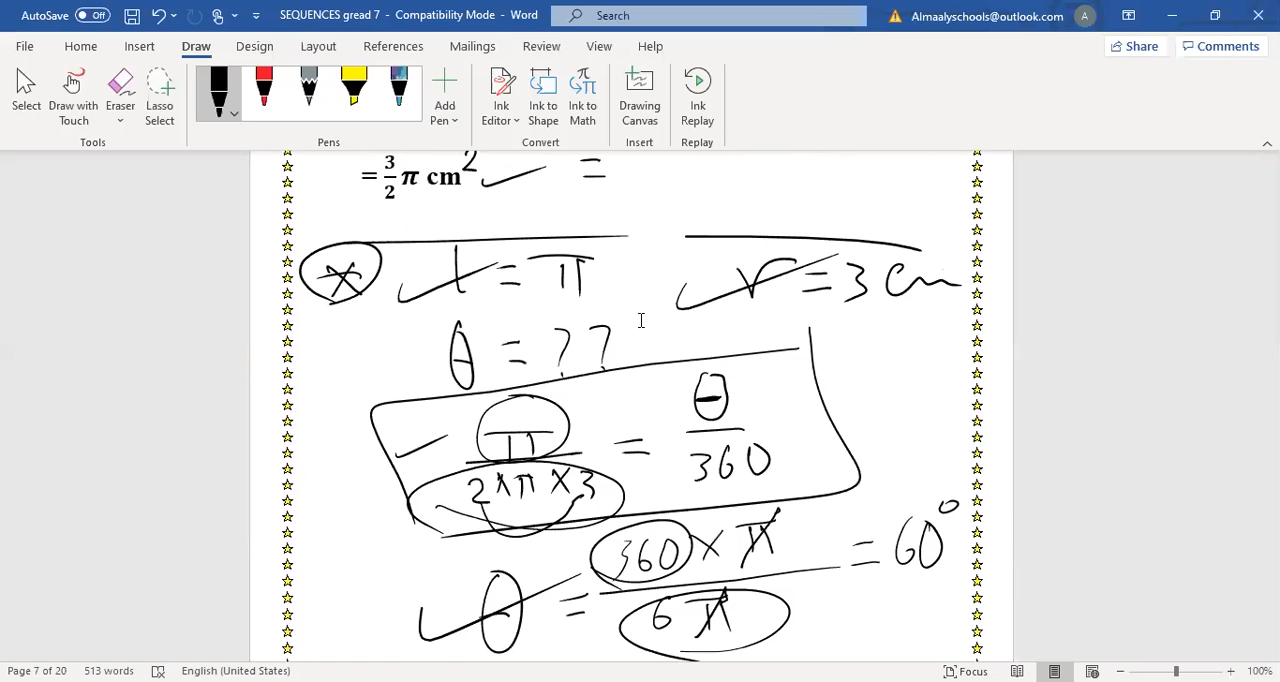 AutoSave Off SEQUENCES gread 7 - Compatibility Mode - Word Search Almaalyschools@outlook.com A
File Home Insert Draw Design Layout References Mailings Review View Help Share Comments
Select Draw with Touch Eraser Lasso Select Add Pen Ink Editor Ink to Shape Ink to Math Drawing Canvas Ink Replay
Tools Pens Convert Insert Replay
= 3/2 π cm² =
* l = π r = 3 cm
θ = ??
π / 2 × π × 3 = θ / 360
θ = 360 × π / 6 π = 60°
Page 7 of 20 513 words English (United States) Focus 100%